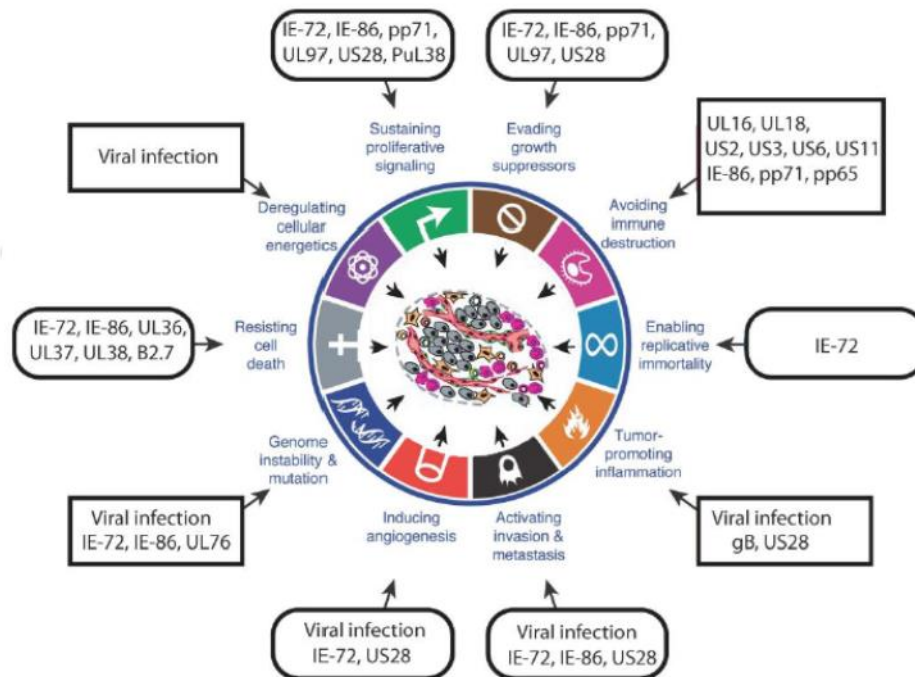 IE-72, IE-86, pp71,
UL97, US28, PuL38
IE-72, IE-86, pp71,
UL97, US28
Viral infection
Sustaining
proliferative
signaling
Evading
growth
suppressors
UL16, UL18,
US2, US3, US6, US11
IE-86, pp71, pp65
Deregulating
cellular
energetics
Avoiding
immune
destruction
IE-72, IE-86, UL36,
UL37, UL38, B2.7
Resisting
cell
death
Enabling
replicative
immortality
IE-72
Genome
instability &
mutation
Tumor-
promoting
inflammation
Viral infection
IE-72, IE-86, UL76
Inducing
angiogenesis
Activating
invasion &
metastasis
Viral infection
gB, US28
Viral infection
IE-72, US28
Viral infection
IE-72, IE-86, US28